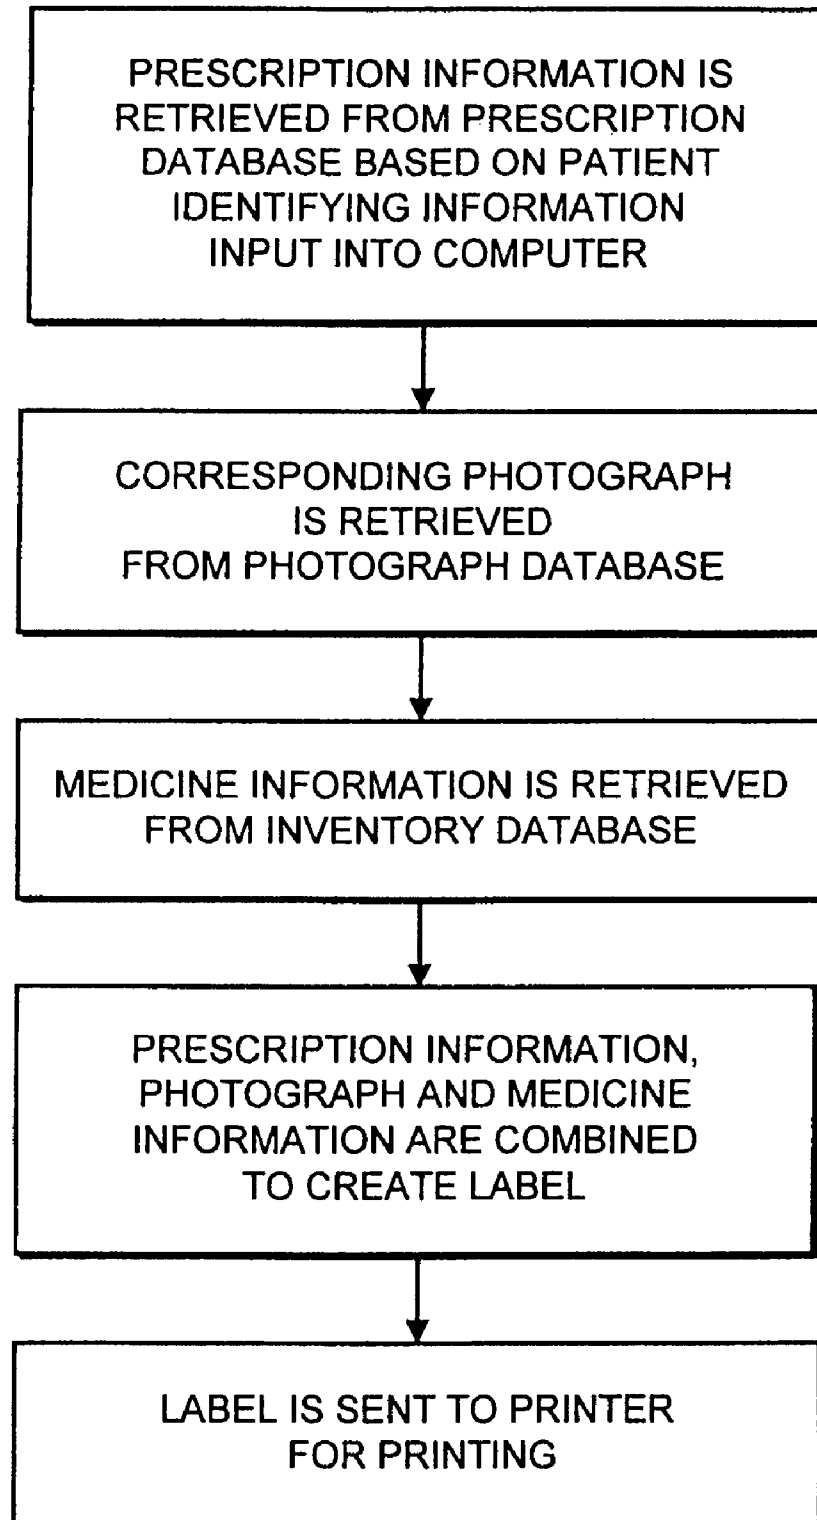 PRESCRIPTION INFORMATION IS
RETRIEVED FROM PRESCRIPTION
DATABASE BASED ON PATIENT
IDENTIFYING INFORMATION
INPUT INTO COMPUTER
CORRESPONDING PHOTOGRAPH
IS RETRIEVED
FROM PHOTOGRAPH DATABASE
MEDICINE INFORMATION IS RETRIEVED
FROM INVENTORY DATABASE
PRESCRIPTION INFORMATION,
PHOTOGRAPH AND MEDICINE
INFORMATION ARE COMBINED
TO CREATE LABEL
LABEL IS SENT TO PRINTER
FOR PRINTING